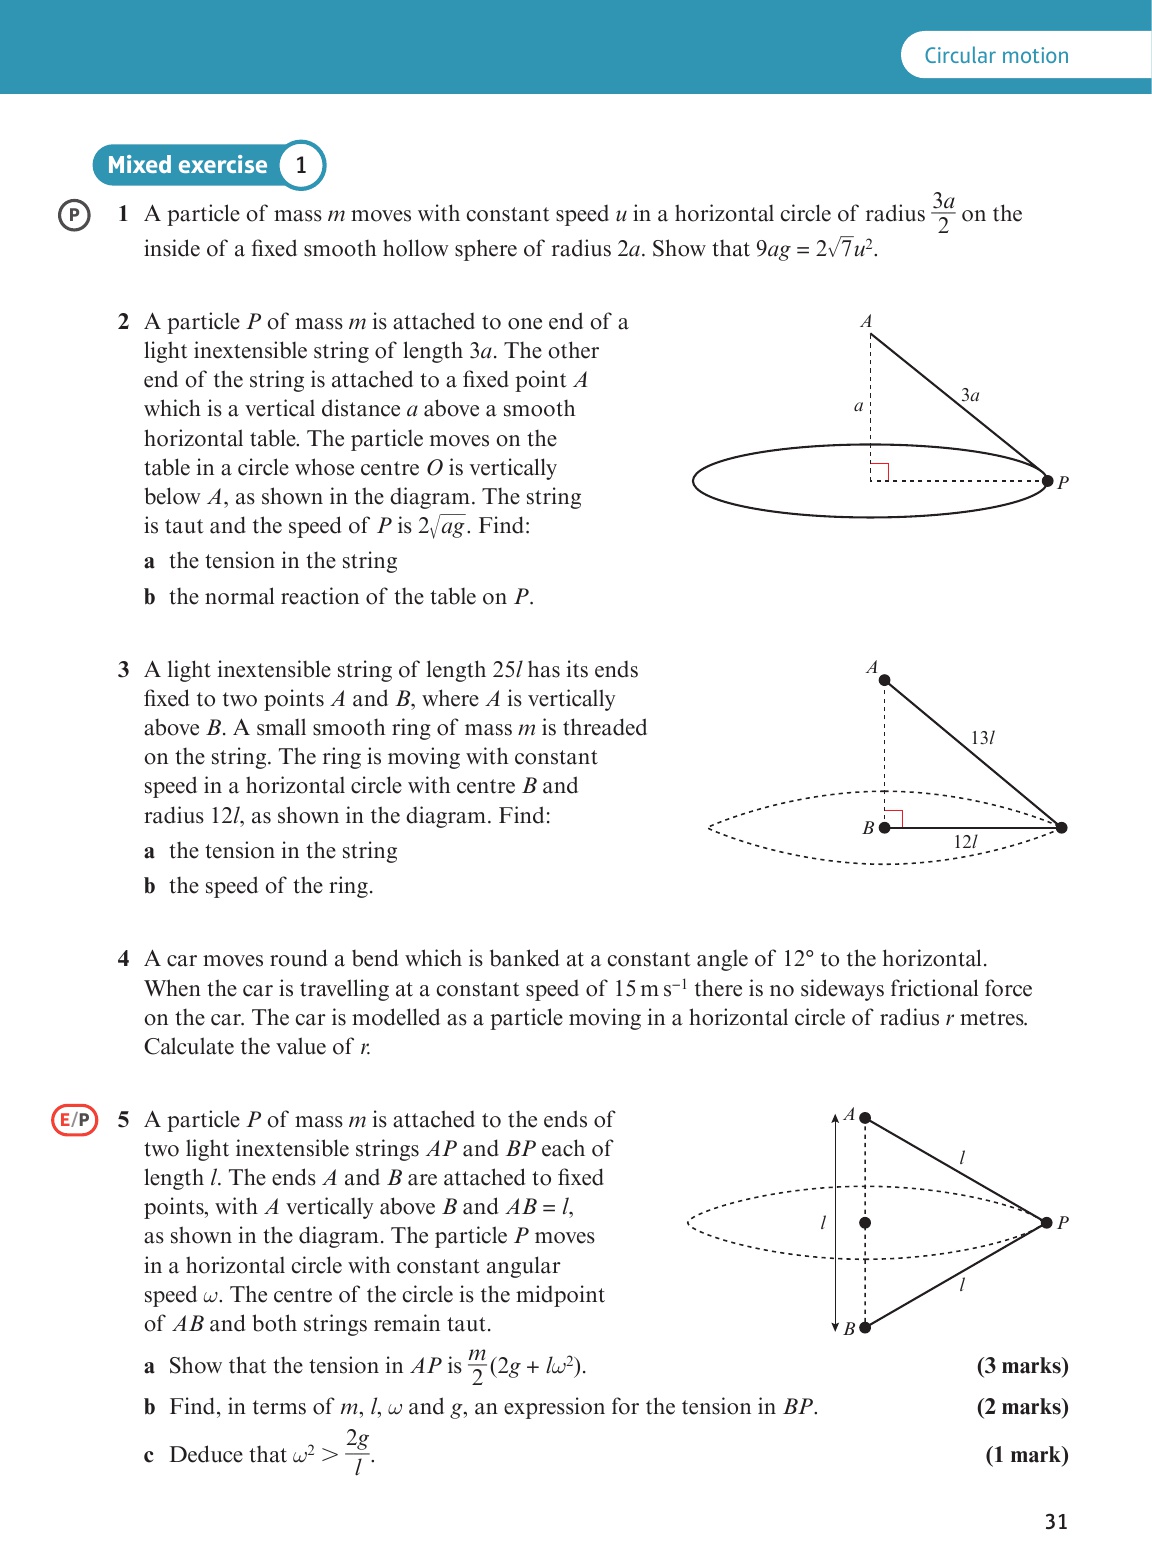 Circular motion
Mixed exercise 1
P
1 A particle of mass m moves with constant speed u in a horizontal circle of radius 3a/2 on the
inside of a fixed smooth hollow sphere of radius 2a. Show that 9ag = 2√7u².
2 A particle P of mass m is attached to one end of a
light inextensible string of length 3a. The other
end of the string is attached to a fixed point A
which is a vertical distance a above a smooth
horizontal table. The particle moves on the
table in a circle whose centre O is vertically
below A, as shown in the diagram. The string
is taut and the speed of P is 2√ag. Find:
a the tension in the string
b the normal reaction of the table on P.
A
3a
a
P
3 A light inextensible string of length 25l has its ends
fixed to two points A and B, where A is vertically
above B. A small smooth ring of mass m is threaded
on the string. The ring is moving with constant
speed in a horizontal circle with centre B and
radius 12l, as shown in the diagram. Find:
a the tension in the string
b the speed of the ring.
A
13l
B
12l
4 A car moves round a bend which is banked at a constant angle of 12° to the horizontal.
When the car is travelling at a constant speed of 15 m s⁻¹ there is no sideways frictional force
on the car. The car is modelled as a particle moving in a horizontal circle of radius r metres.
Calculate the value of r.
E/P
5 A particle P of mass m is attached to the ends of
two light inextensible strings AP and BP each of
length l. The ends A and B are attached to fixed
points, with A vertically above B and AB = l,
as shown in the diagram. The particle P moves
in a horizontal circle with constant angular
speed ω. The centre of the circle is the midpoint
of AB and both strings remain taut.
A
l
l
P
l
B
a Show that the tension in AP is m/2(2g + lω²). (3 marks)
b Find, in terms of m, l, ω and g, an expression for the tension in BP. (2 marks)
c Deduce that ω² > 2g/l. (1 mark)
31